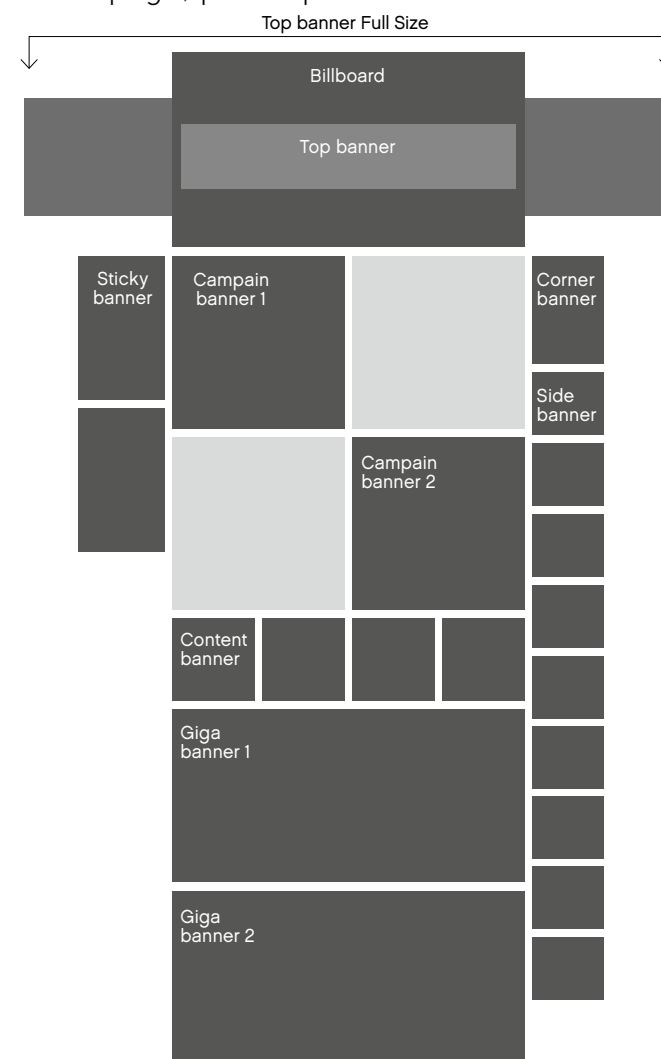 Top banner Full Size
Billboard
Top banner
Sticky
banner
Campain
banner 1
Corner
banner
Side
banner
Campain
banner 2
Content
banner
Giga
banner 1
Giga
banner 2